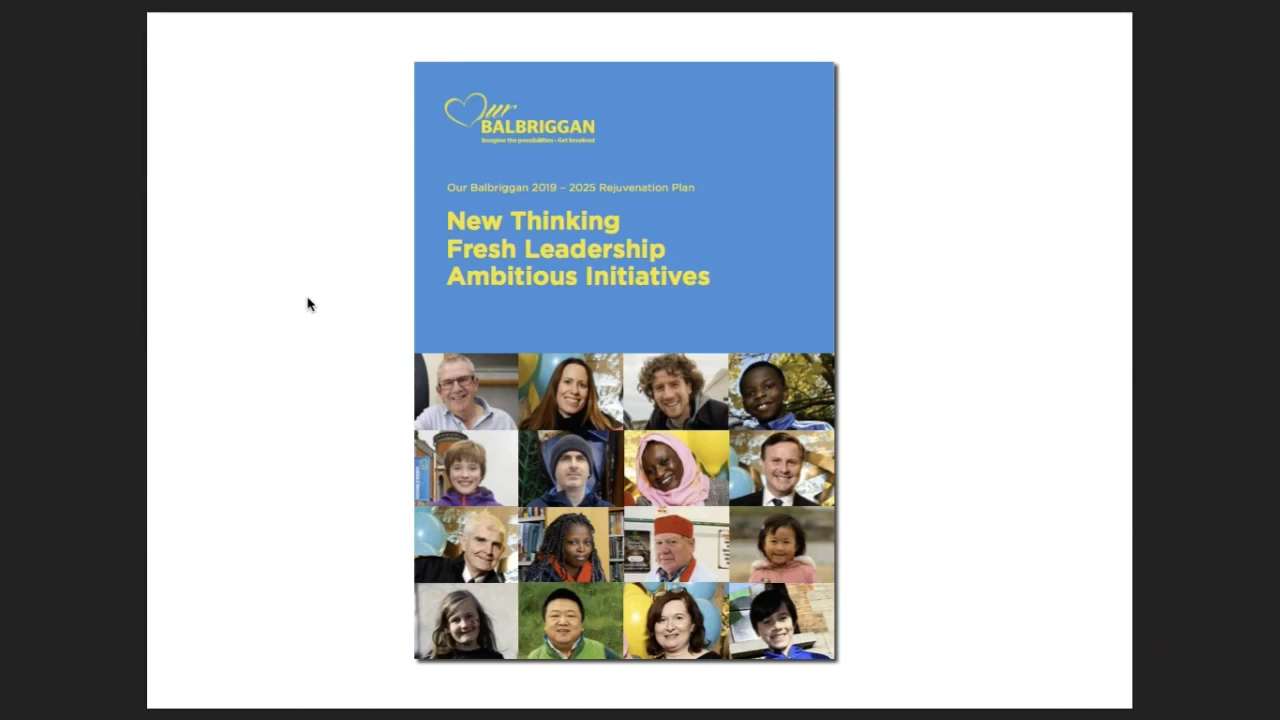 Our
BALBRIGGAN
Imagine the possibilities - Get Involved
Our Balbriggan 2019 – 2025 Rejuvenation Plan
New Thinking
Fresh Leadership
Ambitious Initiatives